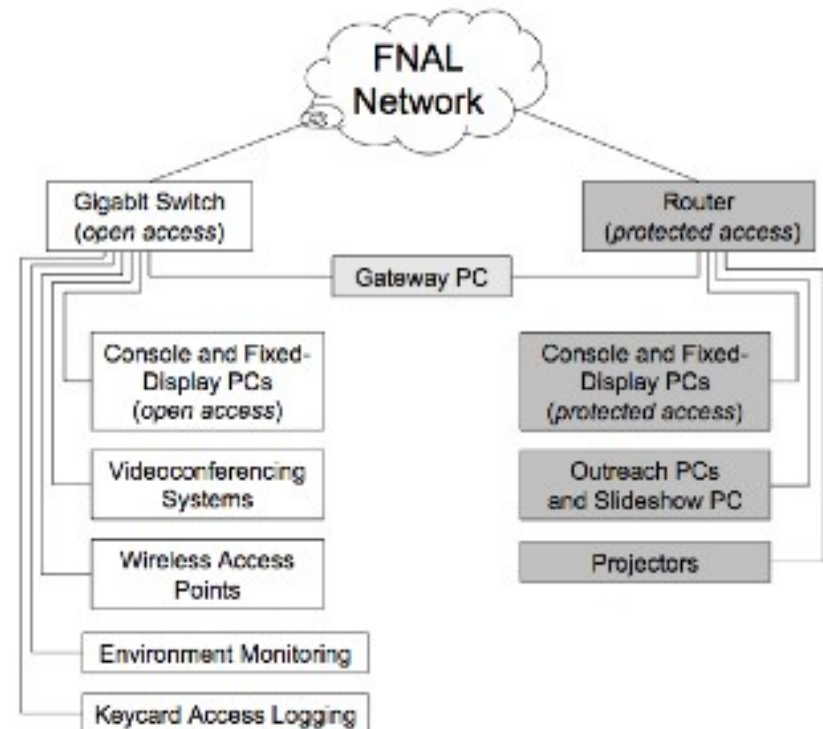 FNAL
Network
Gigabit Switch
(open access)
Router
(protected access)
Gateway PC
Console and Fixed-
Display PCs
(open access)
Console and Fixed-
Display PCs
(protected access)
Videoconferencing
Systems
Outreach PCs
and Slideshow PC
Wireless Access
Points
Projectors
Environment Monitoring
Keycard Access Logging